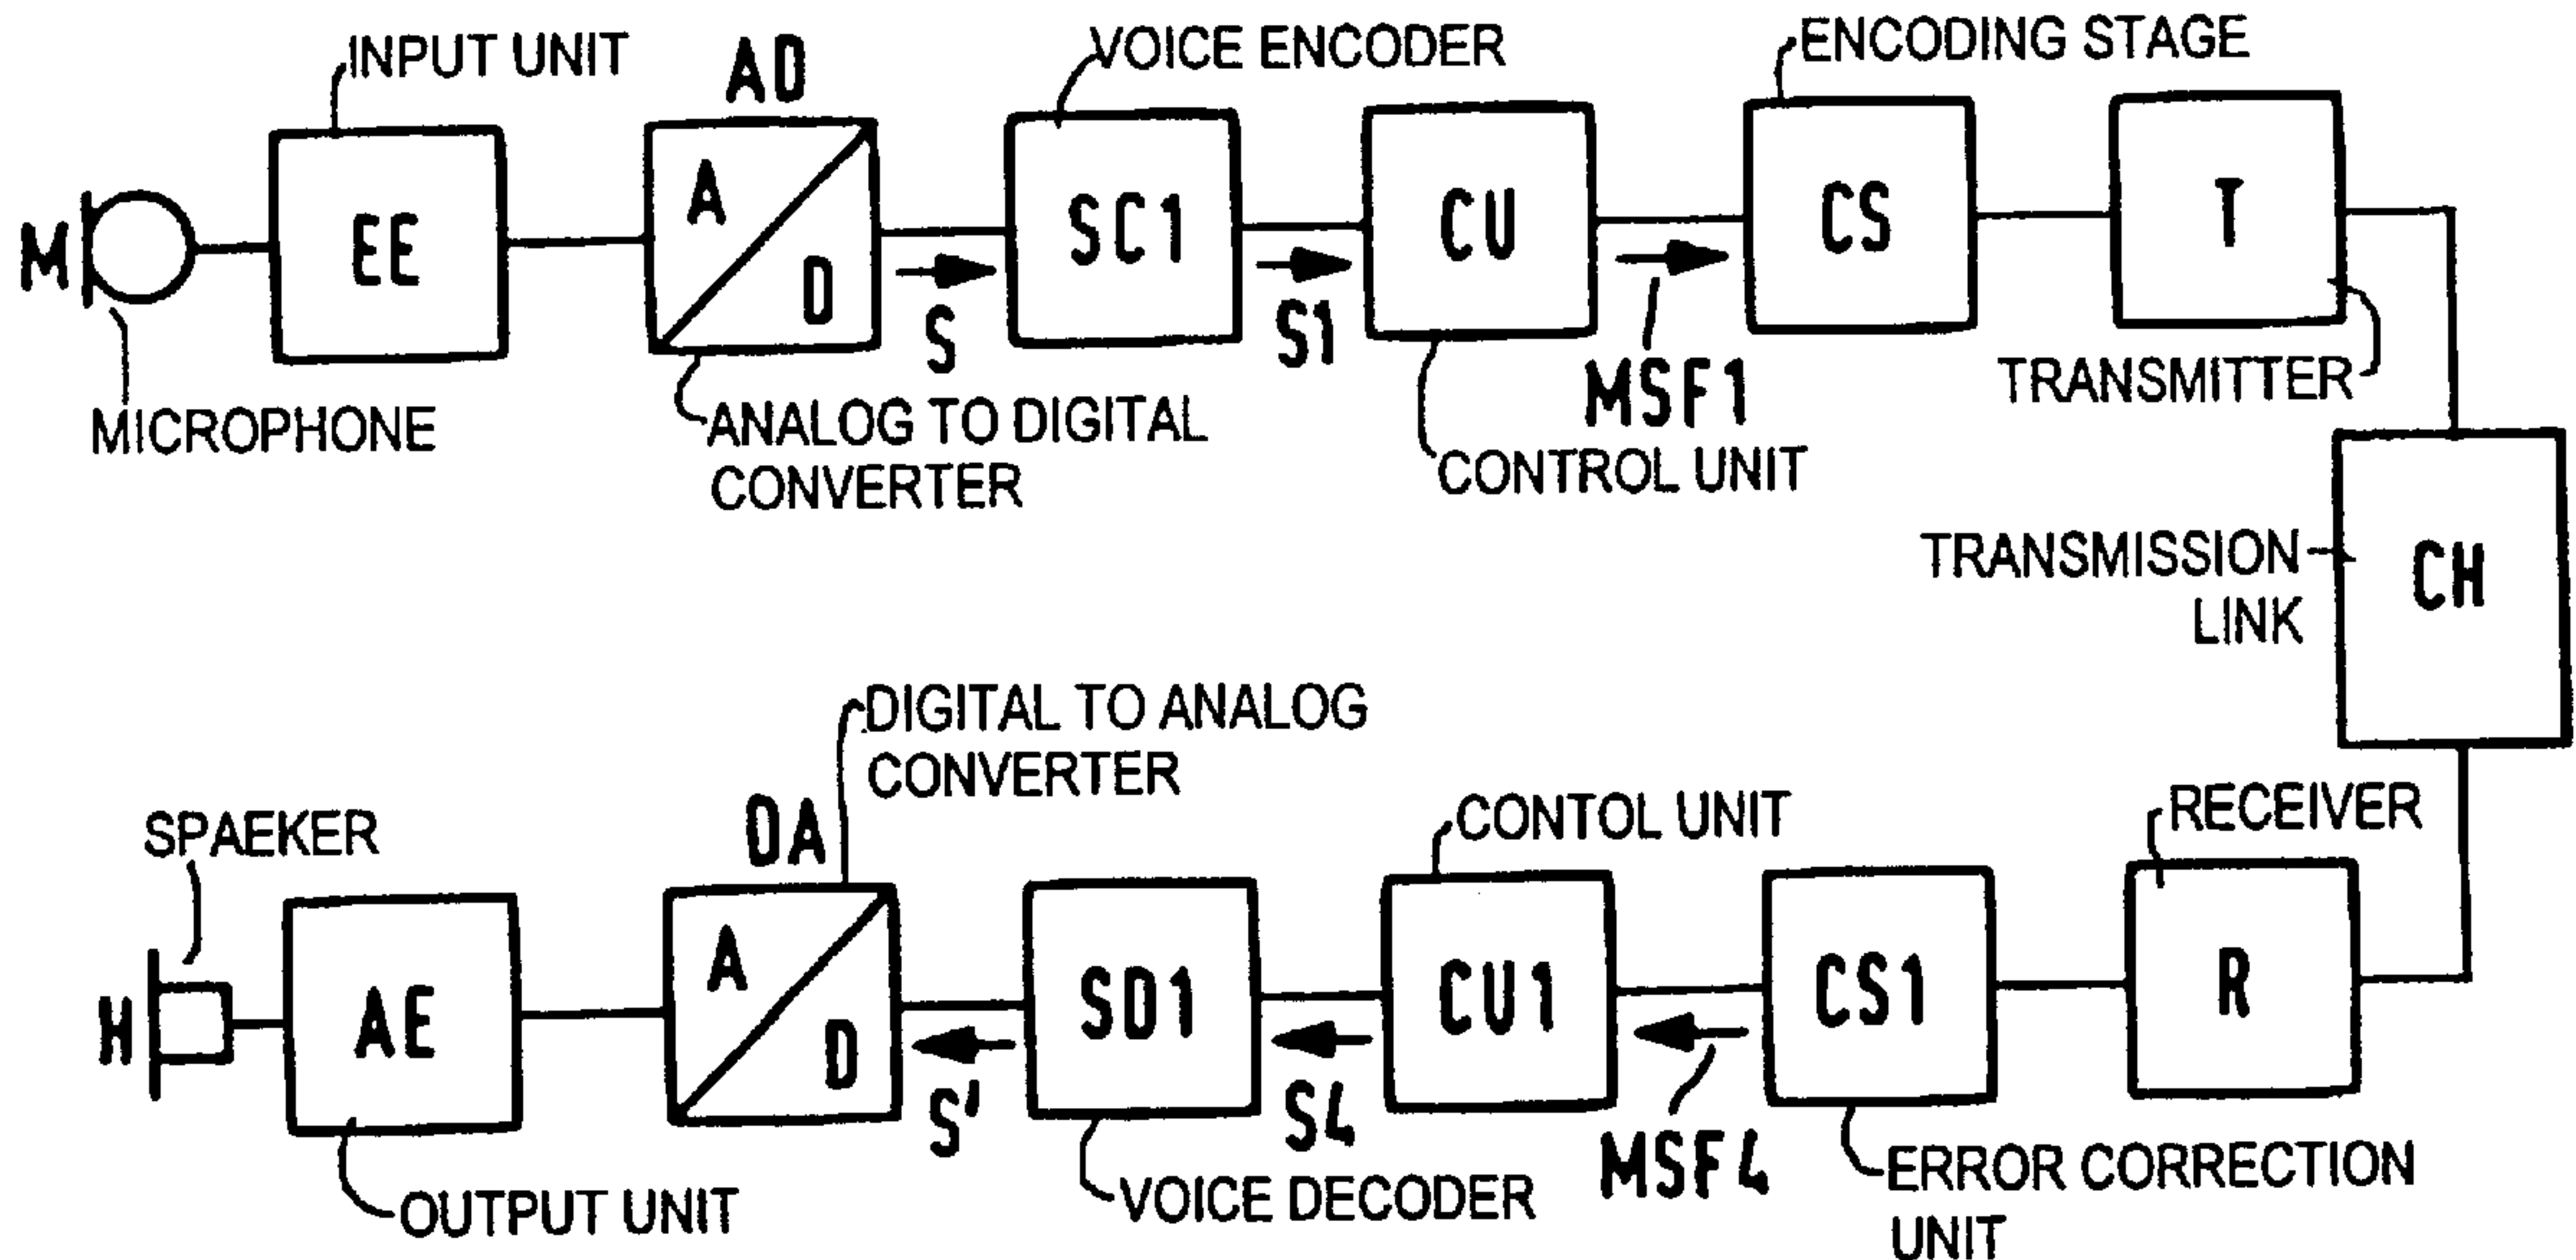 INPUT UNIT
AD
VOICE ENCODER
ENCODING STAGE
M
EE
A
D
SC1
CU
CS
T
S
S1
MSF1
MICROPHONE
ANALOG TO DIGITAL
CONVERTER
CONTROL UNIT
TRANSMITTER
TRANSMISSION
LINK
CH
DIGITAL TO ANALOG
CONVERTER
SPAEKER
DA
CONTOL UNIT
RECEIVER
H
AE
A
D
SD1
CU1
CS1
R
S'
S4
MSF4
OUTPUT UNIT
VOICE DECODER
ERROR CORRECTION
UNIT